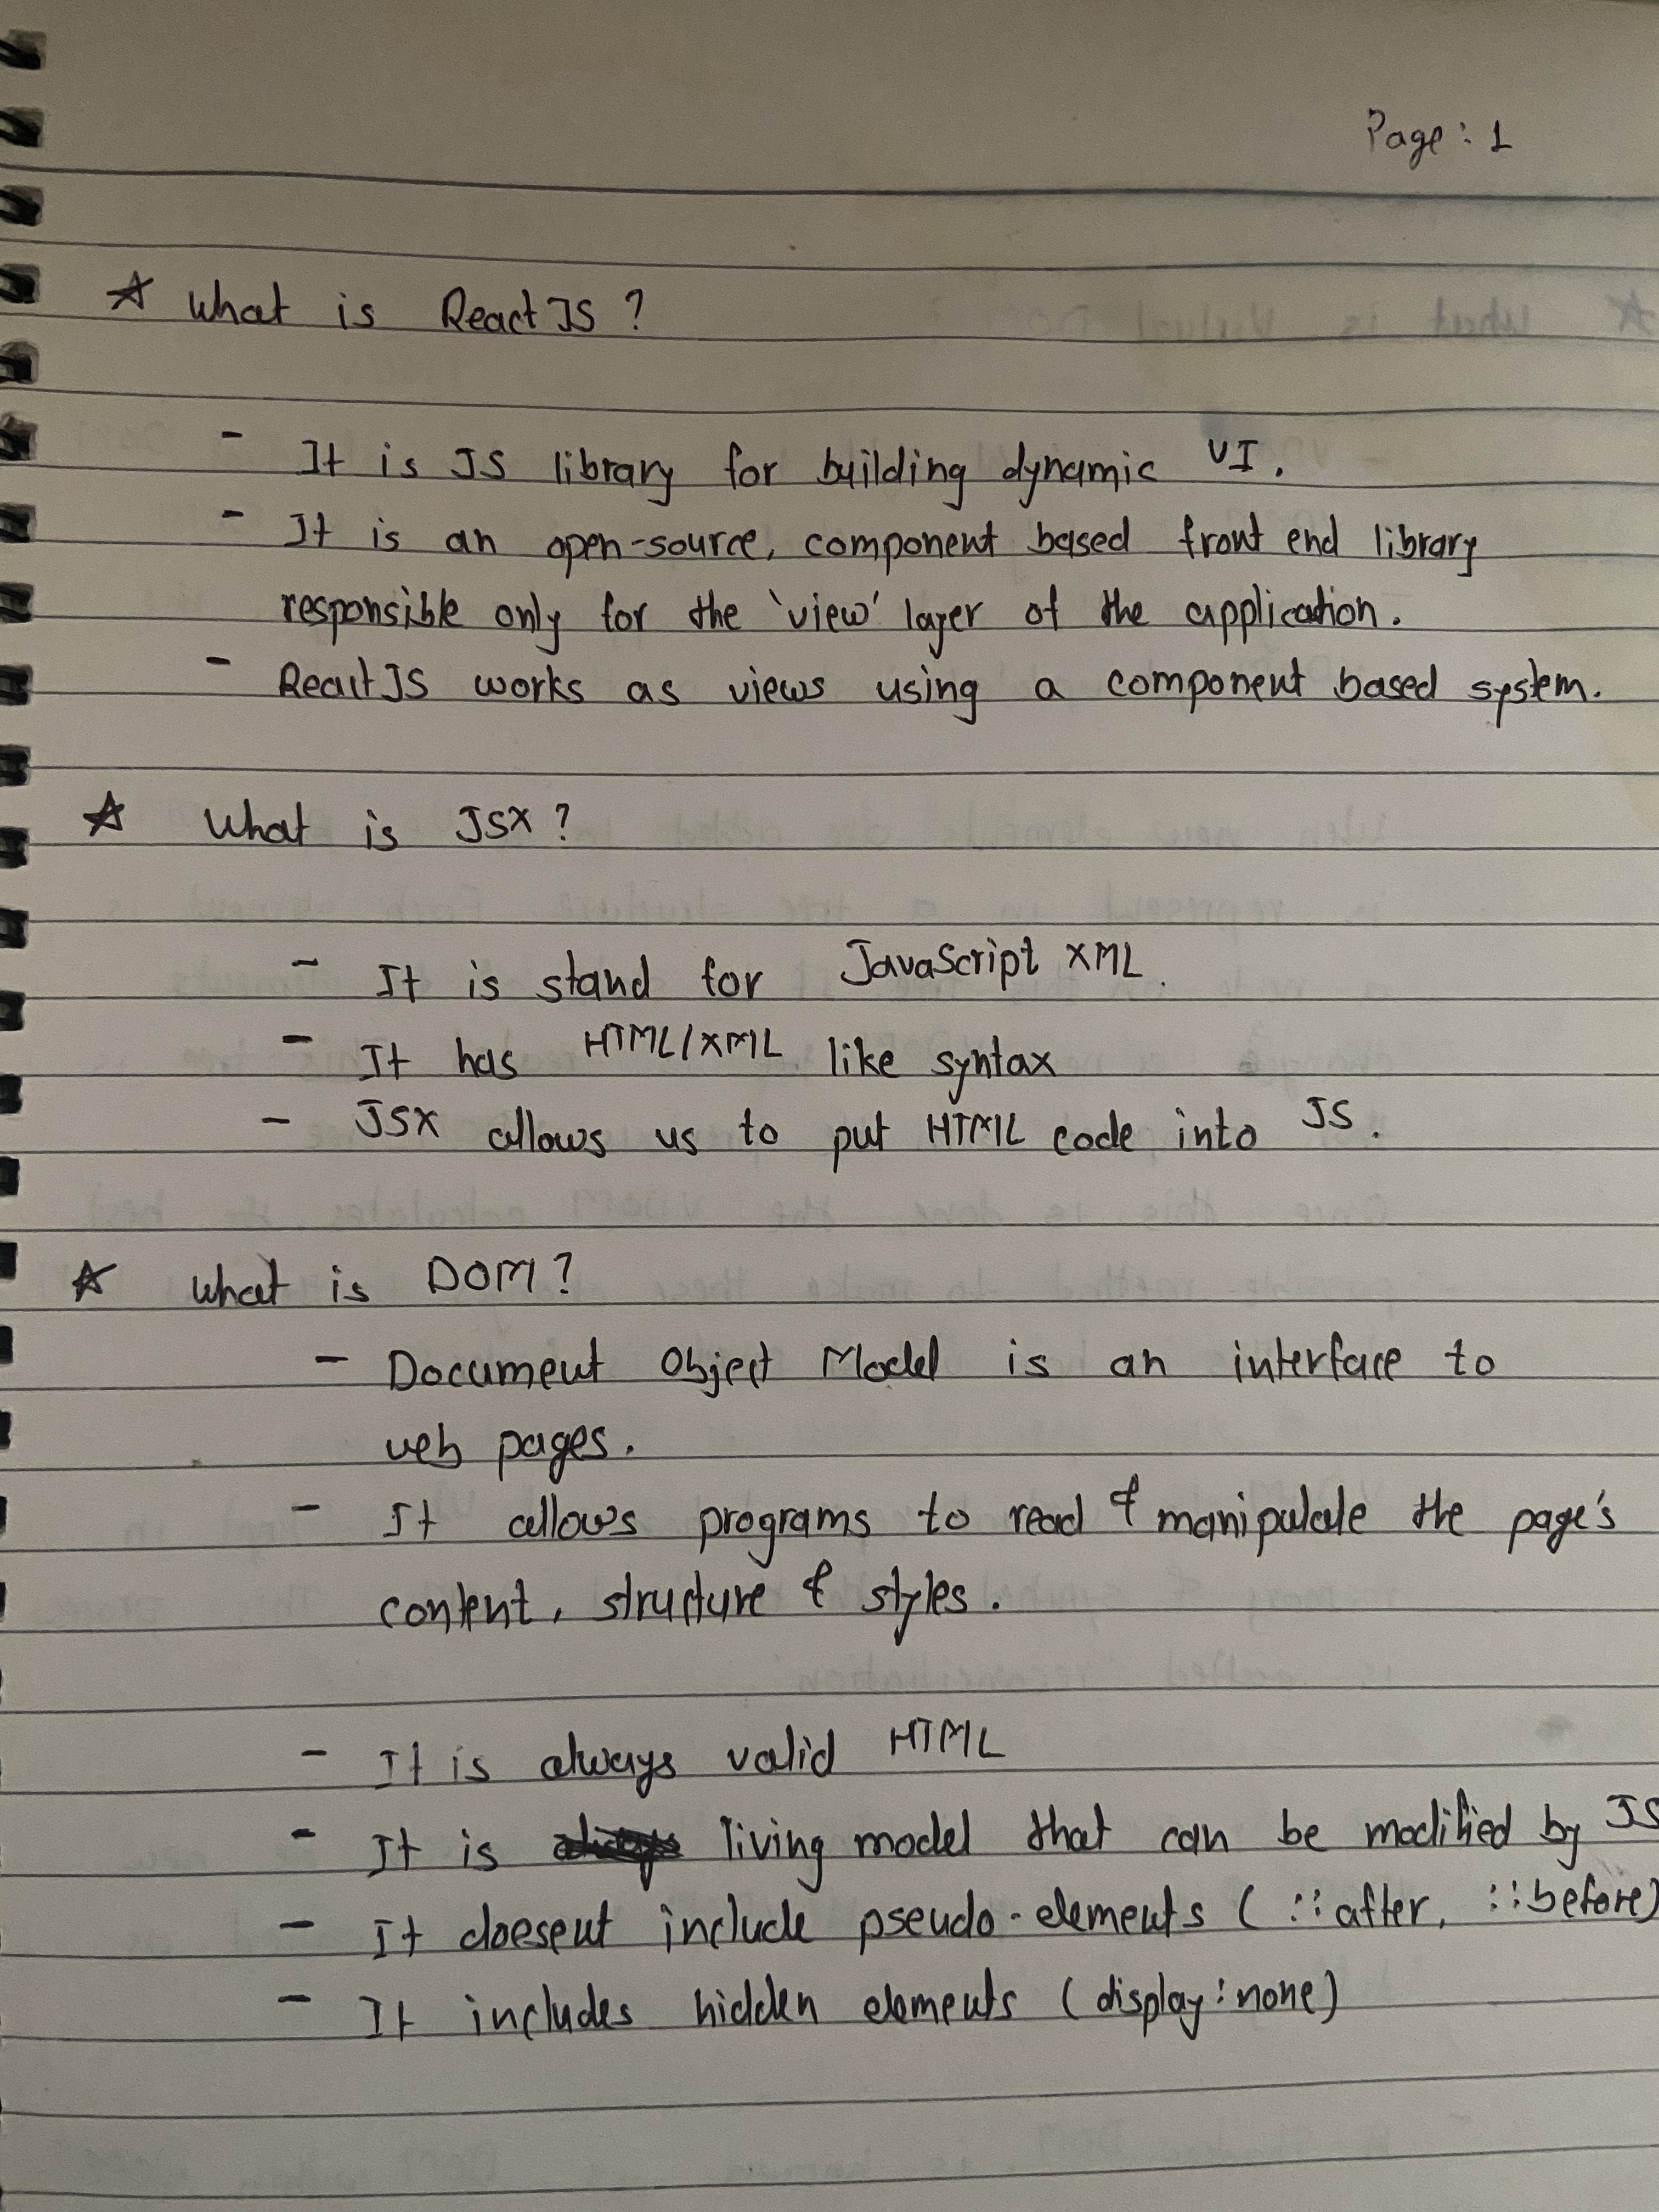 Page: 1
☆ What is ReactJS?
- It is JS library for building dynamic UI.
- It is an open-source, component based front end library
responsible only for the 'view' layer of the application.
- ReactJS works as views using a component based system.
☆ What is JSX?
- It is stand for JavaScript XML.
- It has HTML/XML like syntax
- JSX allows us to put HTML code into JS.
☆ What is DOM?
- Document Object Model is an interface to
web pages.
- It allows programs to read & manipulate the page's
content, structure & styles.
- It is always valid HTML
- It is living model that can be modified by JS
- It doesent include pseudo-elements (::after, ::before)
- It includes hidden elements (display:none)